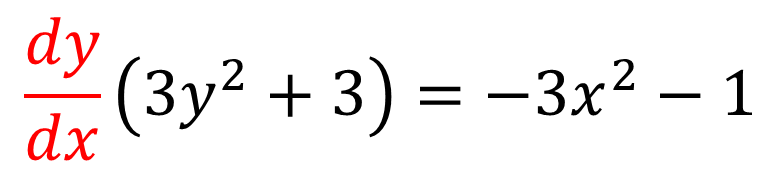 dy/dx (3y² + 3) = −3x² − 1